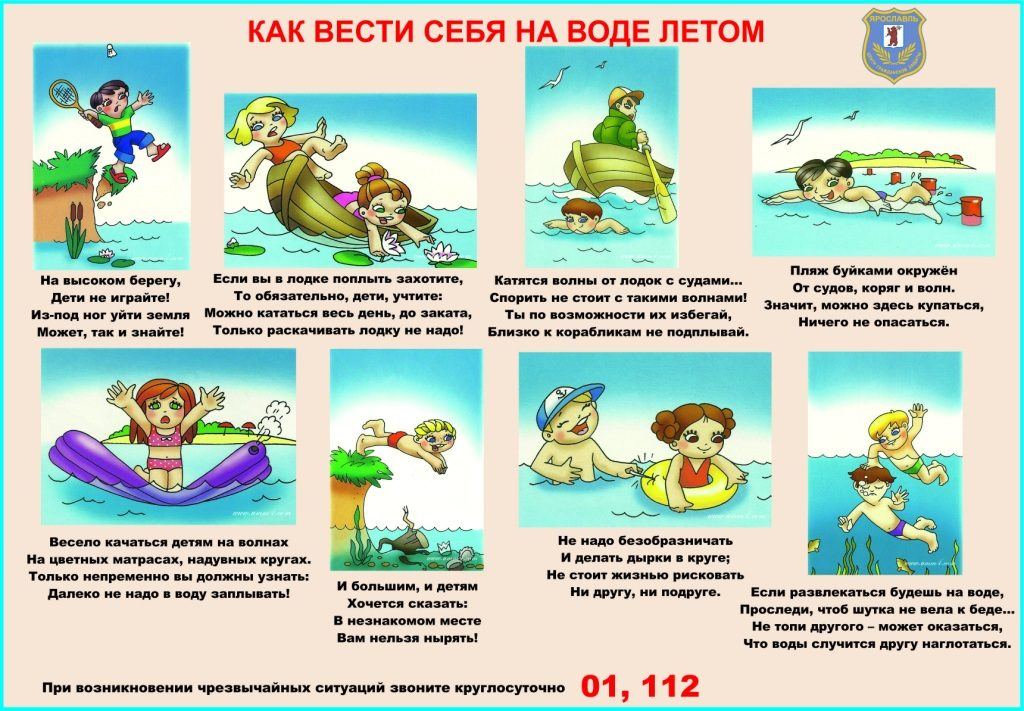 КАК ВЕСТИ СЕБЯ НА ВОДЕ ЛЕТОМ
ЯРОСЛАВЛЬ
На высоком берегу,
Дети не играйте!
Из-под ног уйти земля
Может, так и знайте!
Если вы в лодке поплыть захотите,
То обязательно, дети, учтите:
Можно кататься весь день, до заката,
Только раскачивать лодку не надо!
Катятся волны от лодок с судами...
Спорить не стоит с такими волнами!
Ты по возможности их избегай,
Близко к корабликам не подплывай.
Пляж буйками окружён
От судов, коряг и волн.
Значит, можно здесь купаться,
Ничего не опасаться.
Весело качаться детям на волнах
На цветных матрасах, надувных кругах.
Только непременно вы должны узнать:
Далеко не надо в воду заплывать!
И большим, и детям
Хочется сказать:
В незнакомом месте
Вам нельзя нырять!
Не надо безобразничать
И делать дырки в круге;
Не стоит жизнью рисковать
Ни другу, ни подруге.
Если развлекаться будешь на воде,
Проследи, чтоб шутка не вела к беде...
Не топи другого – может оказаться,
Что воды случится другу наглотаться.
При возникновении чрезвычайных ситуаций звоните круглосуточно 01, 112